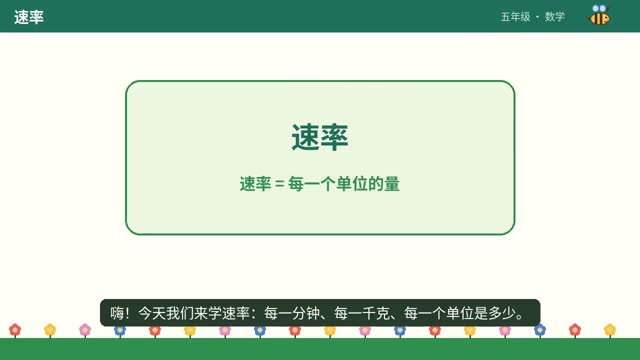 速率
五年级 · 数学
速率
速率 = 每一个单位的量
嗨！今天我们来学速率：每一分钟、每一千克、每一个单位是多少。